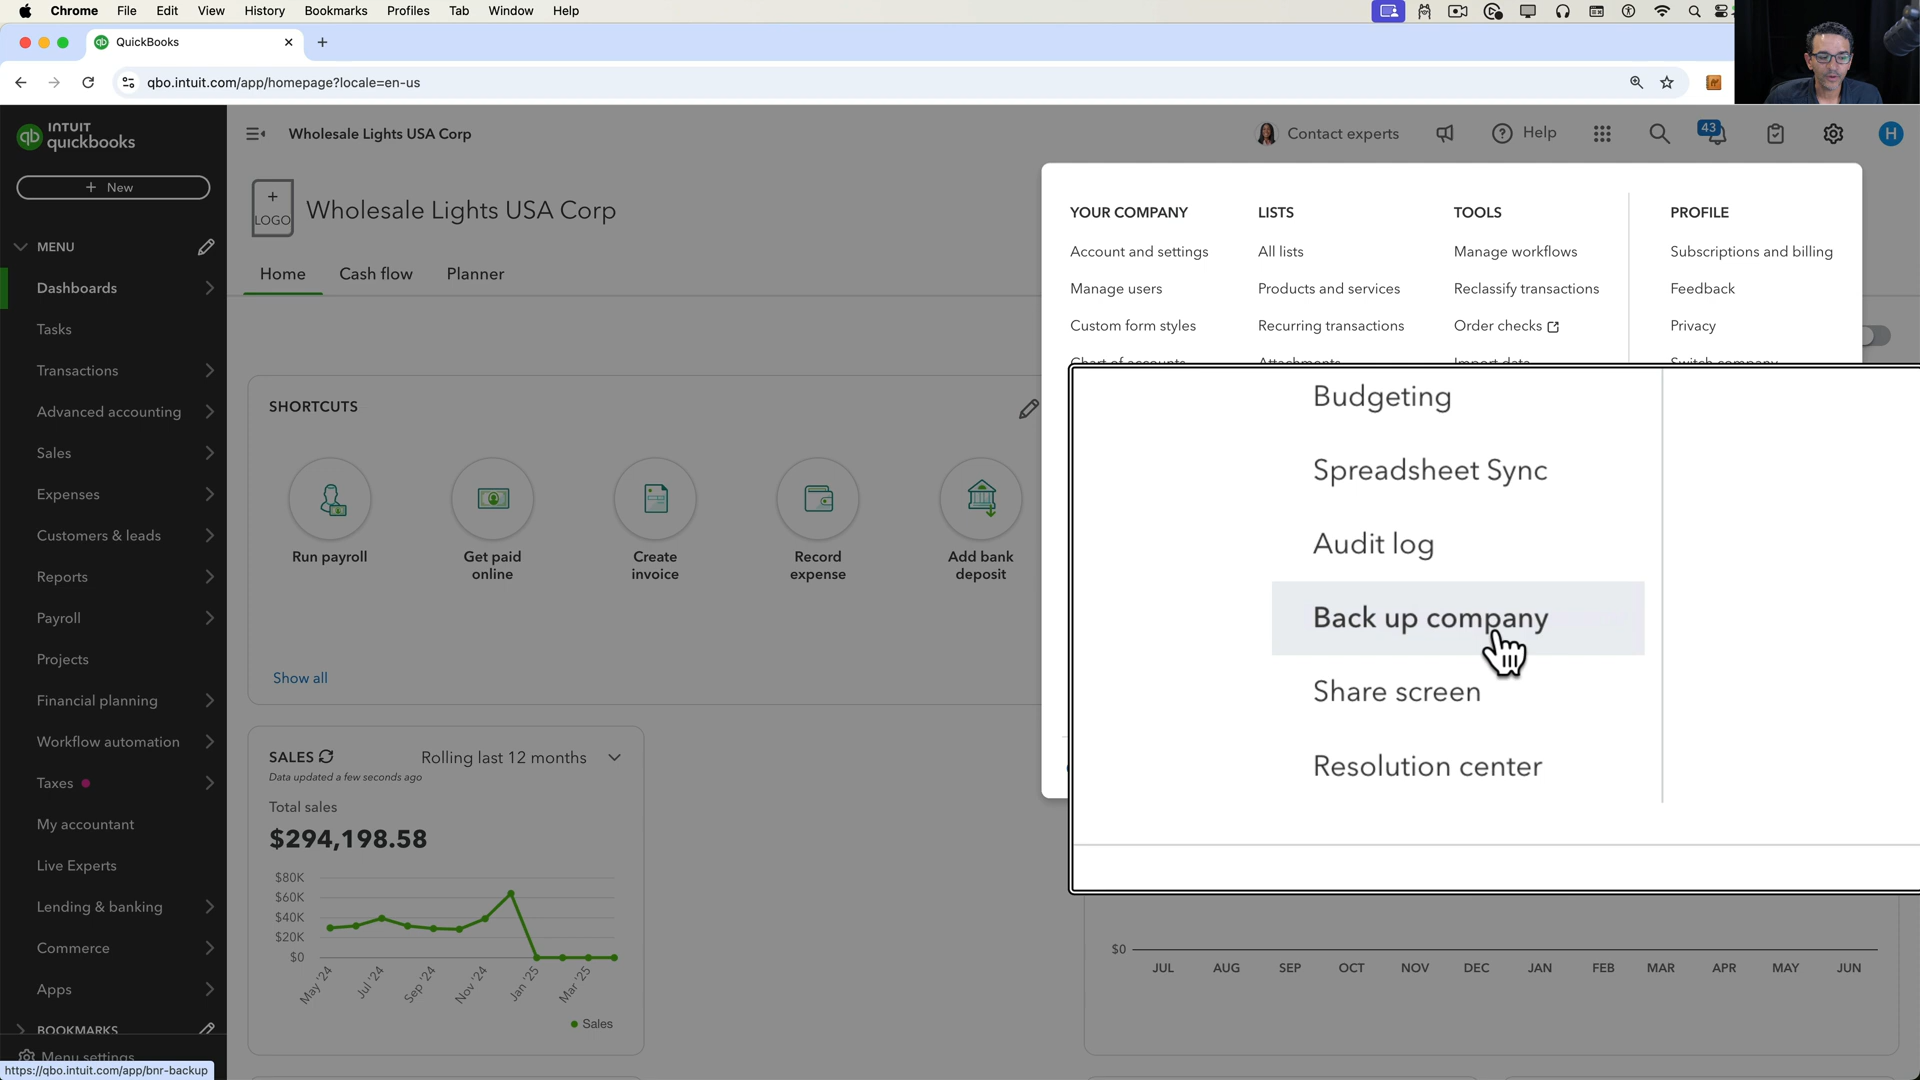 Chrome File Edit View History Bookmarks Profiles Tab Window Help
QuickBooks
qbo.intuit.com/app/homepage?locale=en-us
INTUIT
quickbooks
Wholesale Lights USA Corp
Contact experts
Help
43
H
+ New
+
LOGO
Wholesale Lights USA Corp
MENU
Dashboards
Tasks
Transactions
Advanced accounting
Sales
Expenses
Customers & leads
Reports
Payroll
Projects
Financial planning
Workflow automation
Taxes
My accountant
Live Experts
Lending & banking
Commerce
Apps
BOOKMARKS
Menu settings
https://qbo.intuit.com/app/bnr-backup
Home Cash flow Planner
SHORTCUTS
Run payroll
Get paid
online
Create
invoice
Record
expense
Add bank
deposit
Show all
SALES
Rolling last 12 months
Data updated a few seconds ago
Total sales
$294,198.58
$80K
$60K
$40K
$20K
$0
May '24
Jul '24
Sep '24
Nov '24
Jan '25
Mar '25
Sales
YOUR COMPANY
Account and settings
Manage users
Custom form styles
Chart of accounts
LISTS
All lists
Products and services
Recurring transactions
Attachments
TOOLS
Manage workflows
Reclassify transactions
Order checks
Import data
PROFILE
Subscriptions and billing
Feedback
Privacy
Switch company
Budgeting
Spreadsheet Sync
Audit log
Back up company
Share screen
Resolution center
$0
JUL AUG SEP OCT NOV DEC JAN FEB MAR APR MAY JUN